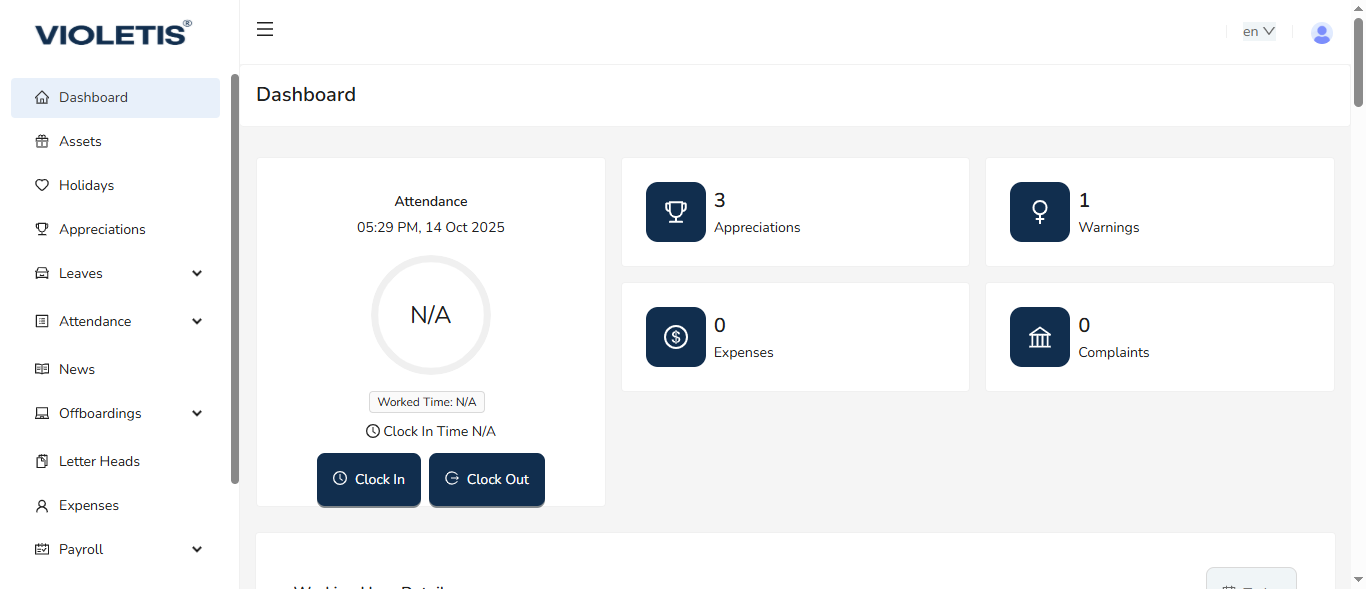 VIOLETIS®
en
Dashboard
Assets
Holidays
Appreciations
Leaves
Attendance
News
Offboardings
Letter Heads
Expenses
Payroll
Dashboard
Attendance
05:29 PM, 14 Oct 2025
N/A
Worked Time: N/A
Clock In Time N/A
Clock In
Clock Out
3
Appreciations
1
Warnings
0
Expenses
0
Complaints